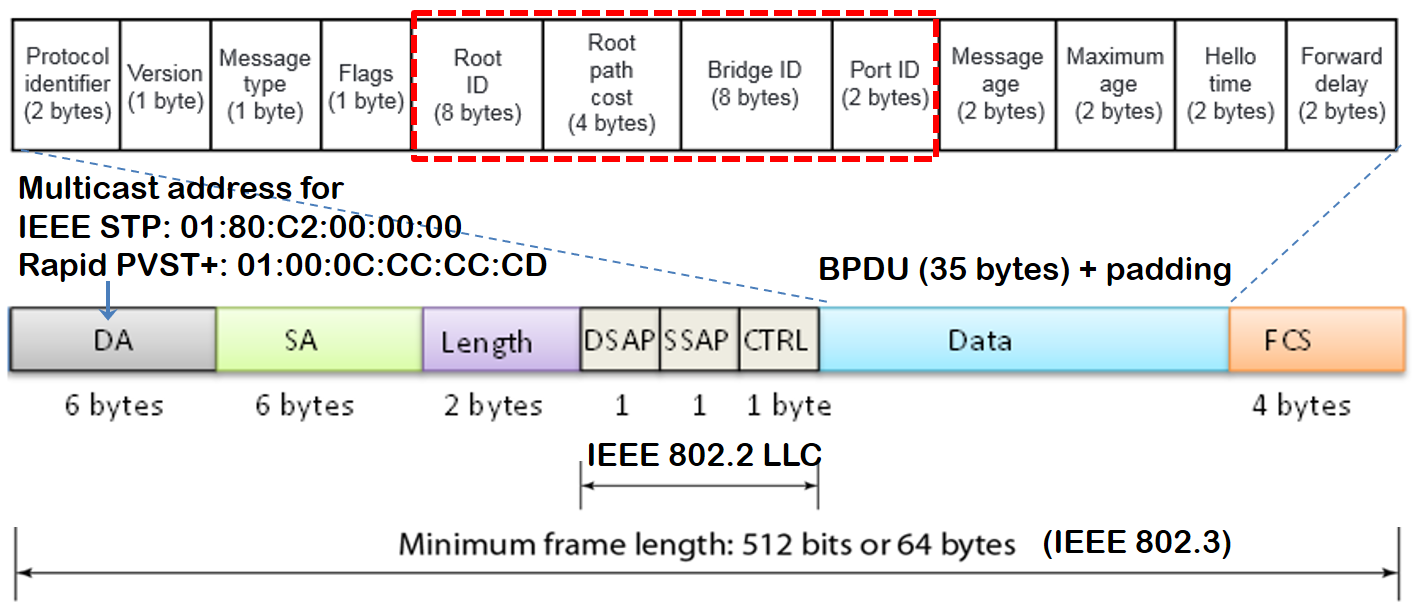 Protocol
identifier
(2 bytes)
Version
(1 byte)
Message
type
(1 byte)
Flags
(1 byte)
Root
ID
(8 bytes)
Root
path
cost
(4 bytes)
Bridge ID
(8 bytes)
Port ID
(2 bytes)
Message
age
(2 bytes)
Maximum
age
(2 bytes)
Hello
time
(2 bytes)
Forward
delay
(2 bytes)
Multicast address for
IEEE STP: 01:80:C2:00:00:00
Rapid PVST+: 01:00:0C:CC:CC:CD
BPDU (35 bytes) + padding
DA
SA
Length
DSAP
SSAP
CTRL
Data
FCS
6 bytes
6 bytes
2 bytes
1
1
1 byte
4 bytes
IEEE 802.2 LLC
Minimum frame length: 512 bits or 64 bytes (IEEE 802.3)